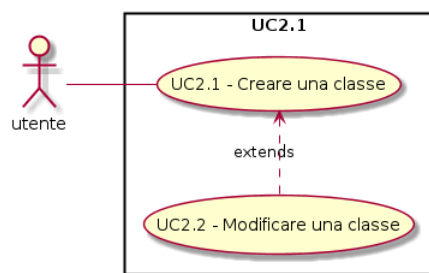 UC2.1
UC2.1 - Creare una classe
utente
extends
UC2.2 - Modificare una classe